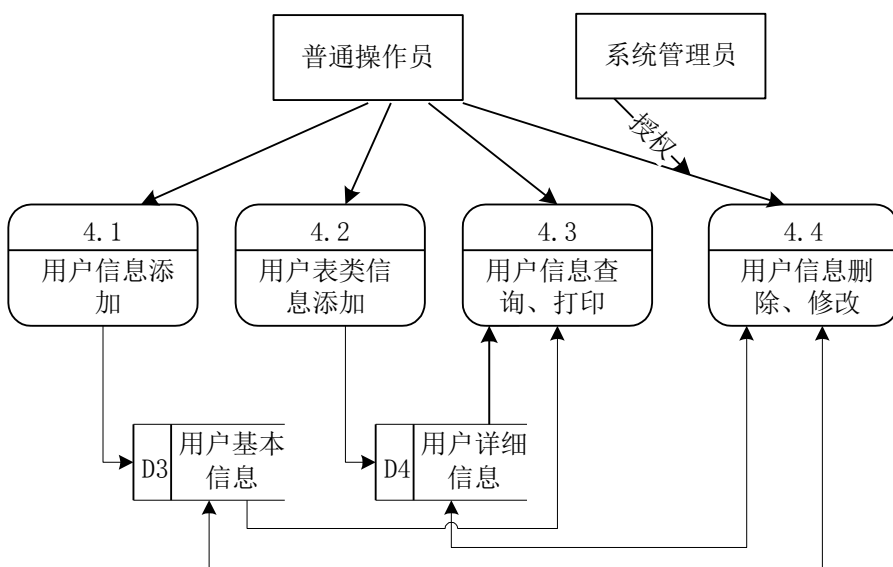 普通操作员
系统管理员
授权
4.1
用户信息添
加
4.2
用户表类信
息添加
4.3
用户信息查
询、打印
4.4
用户信息删
除、修改
D3
用户基本
信息
D4
用户详细
信息